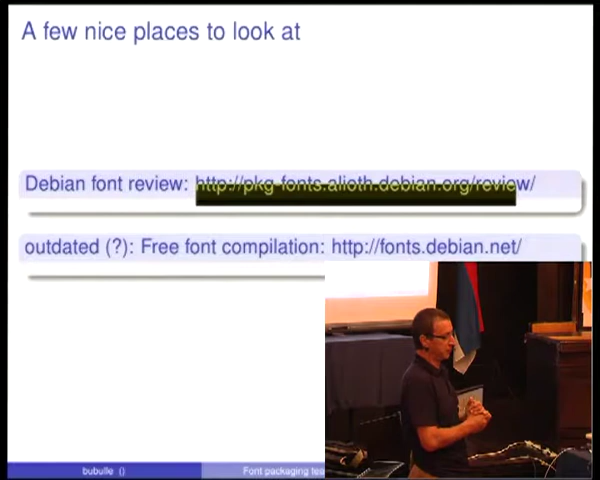 A few nice places to look at
Debian font review: http://pkg-fonts.alioth.debian.org/review/
outdated (?): Free font compilation: http://fonts.debian.net/
bubulle ()
Font packaging tea